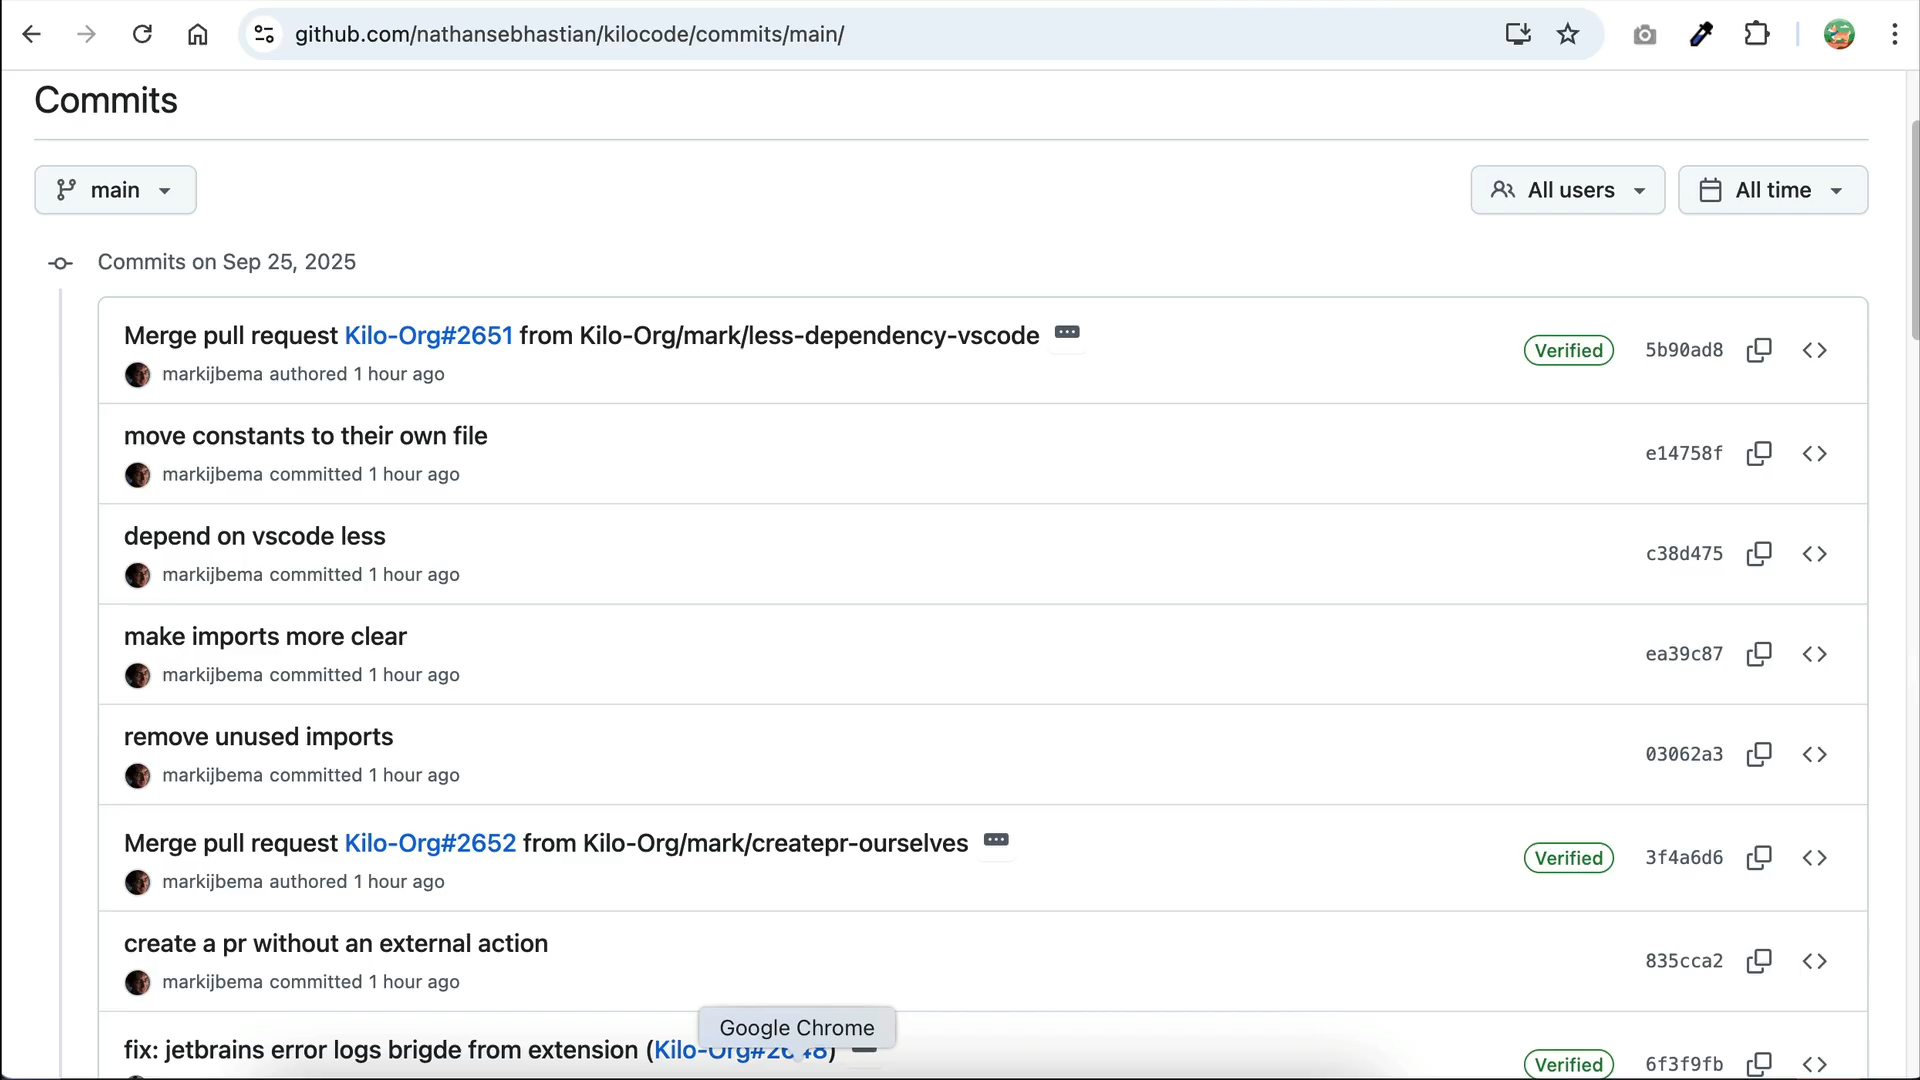 github.com/nathansebhastian/kilocode/commits/main/
Commits
main
All users
All time
Commits on Sep 25, 2025
Merge pull request Kilo-Org#2651 from Kilo-Org/mark/less-dependency-vscode
Verified
5b90ad8
markijbema authored 1 hour ago
move constants to their own file
e14758f
markijbema committed 1 hour ago
depend on vscode less
c38d475
markijbema committed 1 hour ago
make imports more clear
ea39c87
markijbema committed 1 hour ago
remove unused imports
03062a3
markijbema committed 1 hour ago
Merge pull request Kilo-Org#2652 from Kilo-Org/mark/createpr-ourselves
Verified
3f4a6d6
markijbema authored 1 hour ago
create a pr without an external action
835cca2
markijbema committed 1 hour ago
Google Chrome
fix: jetbrains error logs brigde from extension (Kilo-Org#2648)
Verified
6f3f9fb